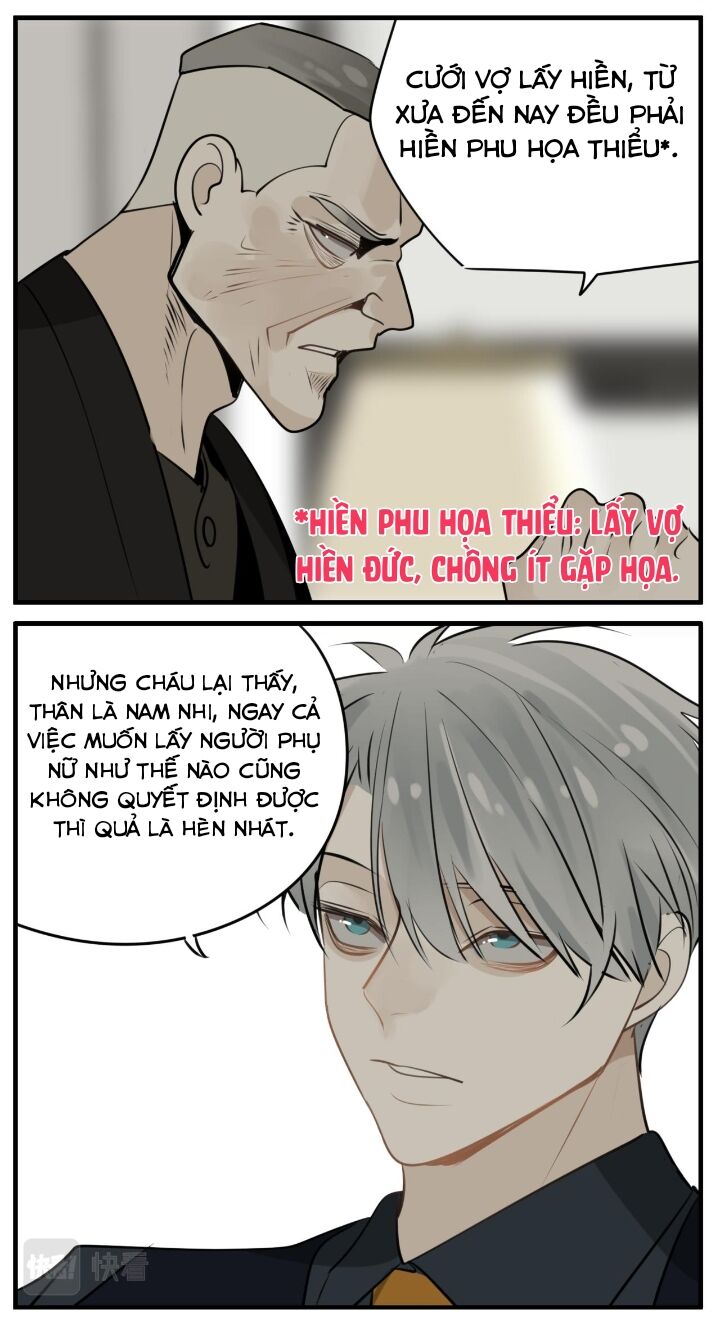 CƯỚI VỢ LẤY HIỀN, TỪ
XƯA ĐẾN NAY ĐỀU PHẢI
HIỀN PHU HỌA THIỂU*.
*HIỀN PHU HỌA THIỂU: LẤY VỢ
HIỀN ĐỨC, CHỒNG ÍT GẶP HỌA.
NHƯNG CHÁU LẠI THẤY,
THÂN LÀ NAM NHI, NGAY CẢ
VIỆC MUỐN LẤY NGƯỜI PHỤ
NỮ NHƯ THẾ NÀO CŨNG
KHÔNG QUYẾT ĐỊNH ĐƯỢC
THÌ QUẢ LÀ HÈN NHÁT.
快看! 快看